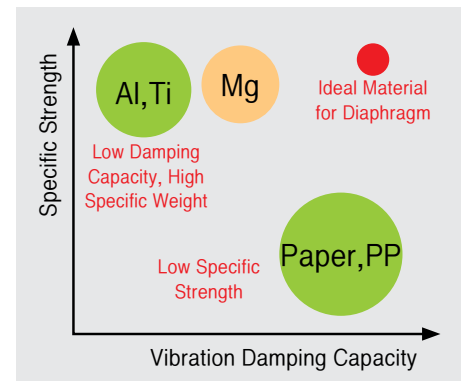 Specific Strength
Al,Ti
Mg
Ideal Material
for Diaphragm
Low Damping
Capacity, High
Specific Weight
Paper,PP
Low Specific
Strength
Vibration Damping Capacity